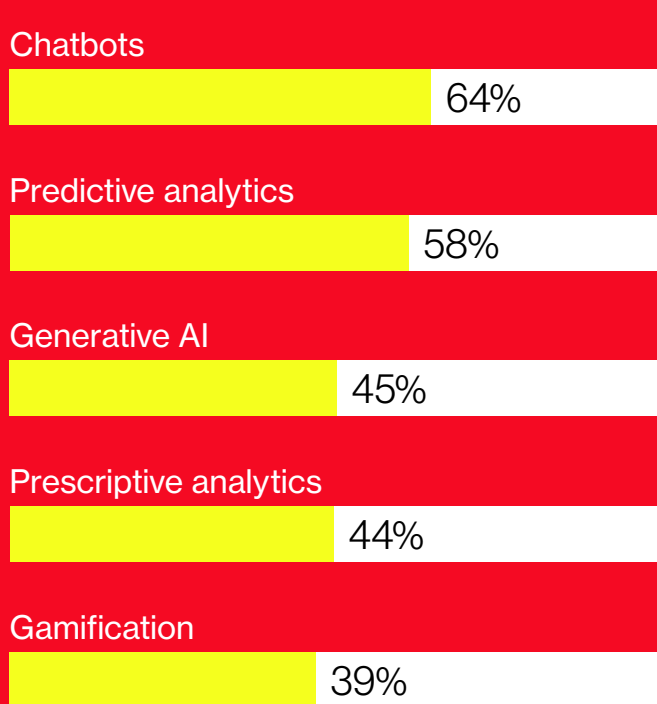 Chatbots
64%
Predictive analytics
58%
Generative AI
45%
Prescriptive analytics
44%
Gamification
39%